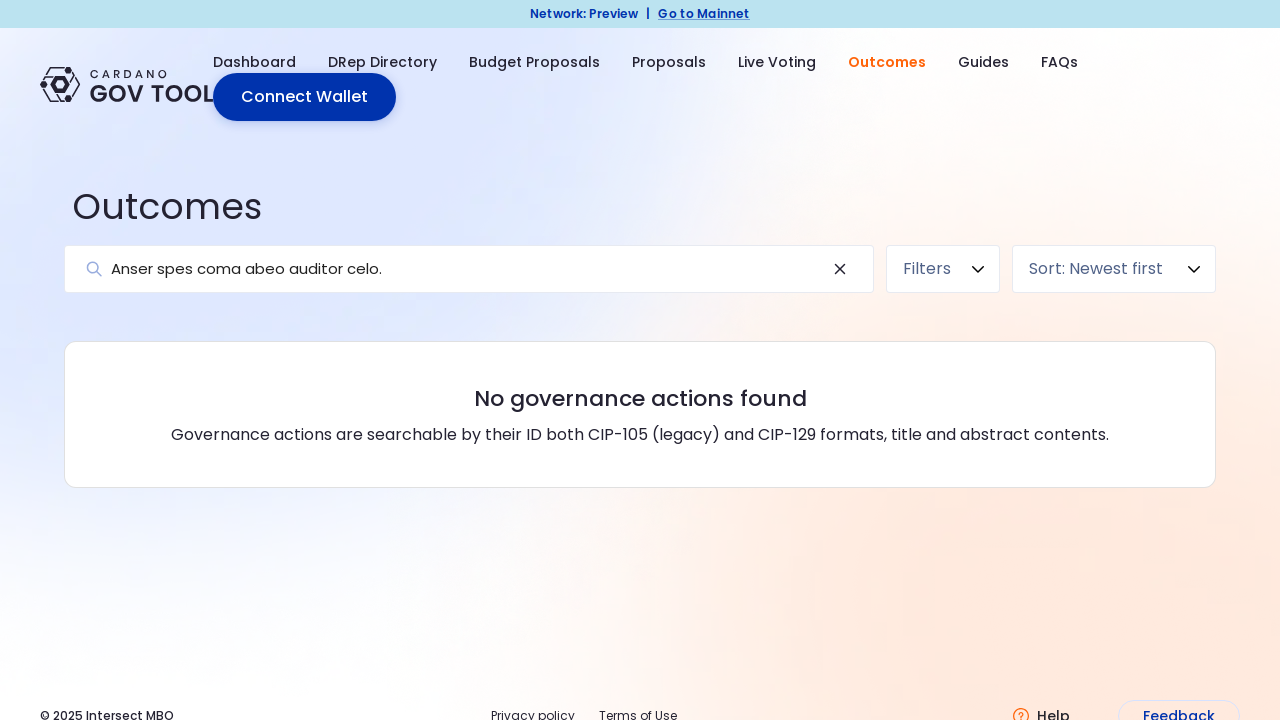 Network: Preview | Go to Mainnet
CARDANO
GOV TOOL
Dashboard DRep Directory Budget Proposals Proposals Live Voting Outcomes Guides FAQs
Connect Wallet
Outcomes
Anser spes coma abeo auditor celo.
Filters
Sort: Newest first
No governance actions found
Governance actions are searchable by their ID both CIP-105 (legacy) and CIP-129 formats, title and abstract contents.
© 2025 Intersect MBO
Privacy policy
Terms of Use
Help
Feedback